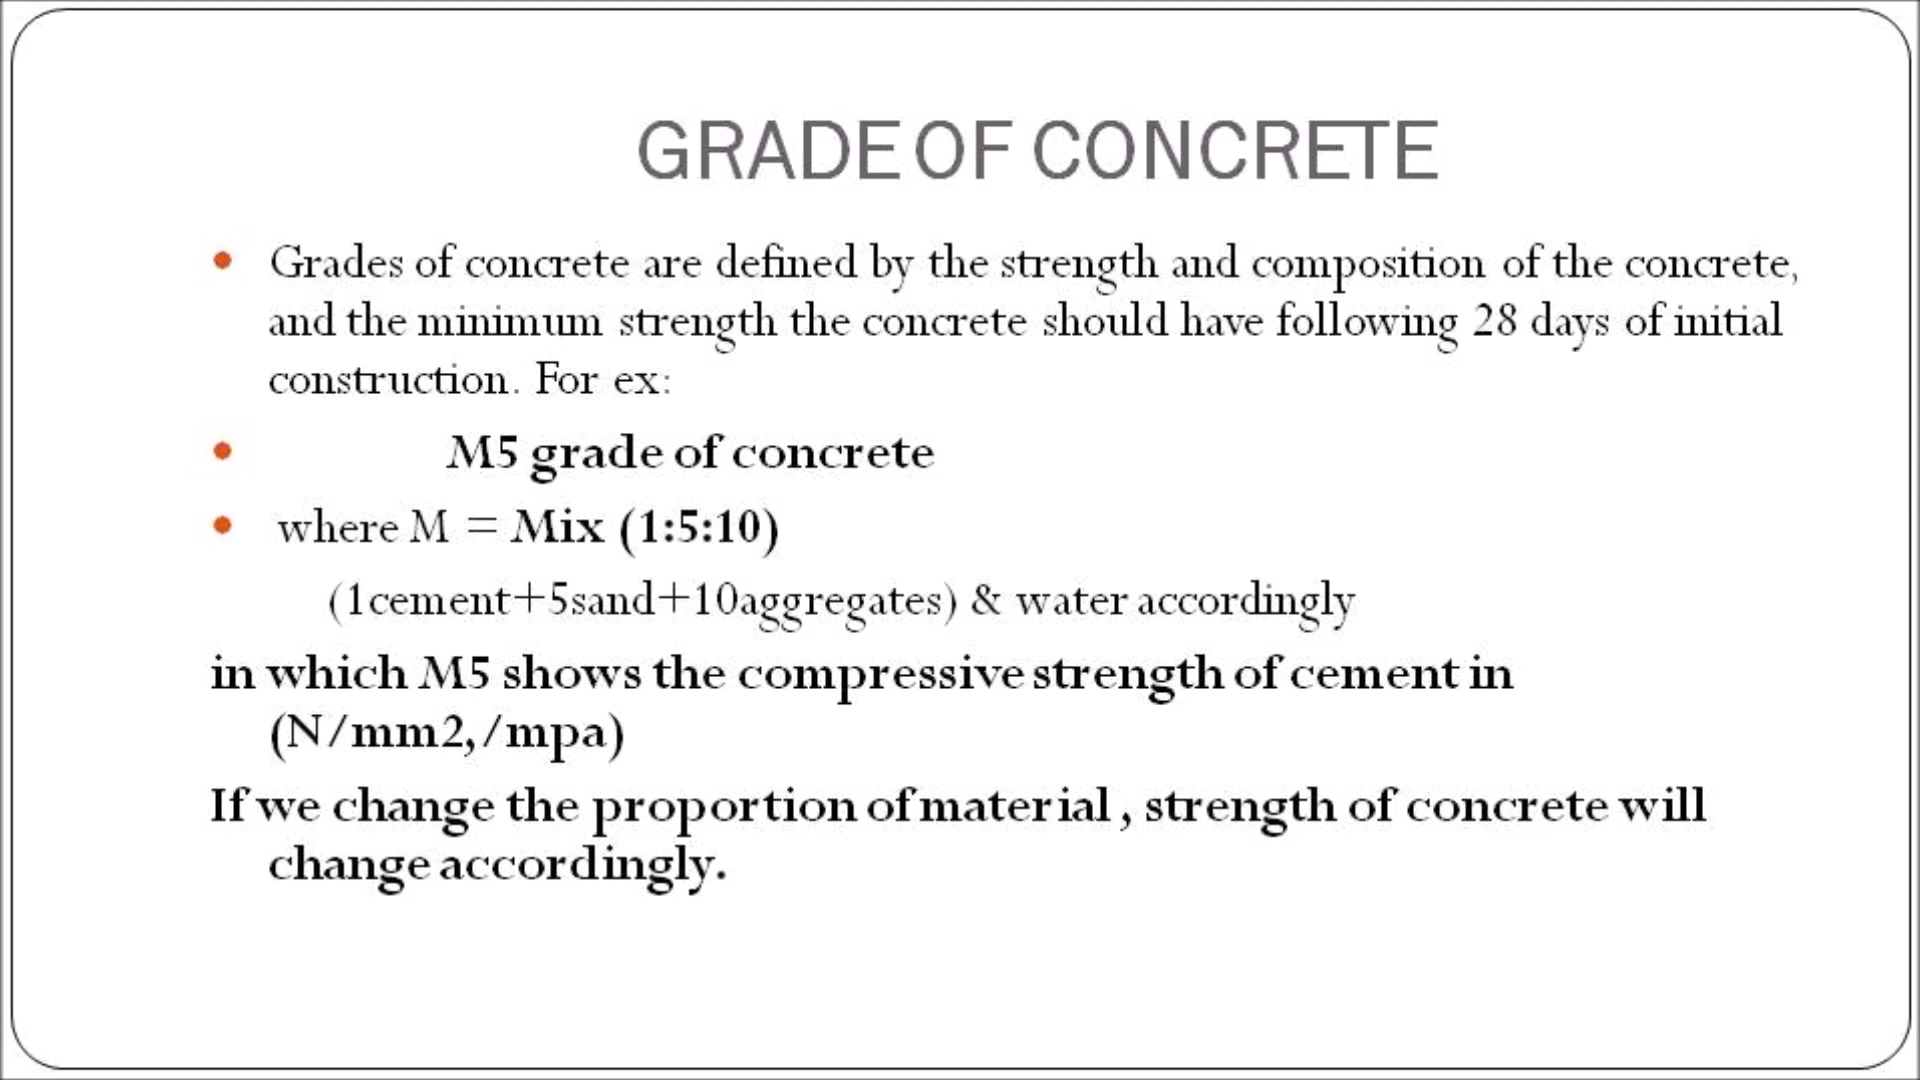 GRADE OF CONCRETE
• Grades of concrete are defined by the strength and composition of the concrete,
and the minimum strength the concrete should have following 28 days of initial
construction. For ex:
• M5 grade of concrete
• where M = Mix (1:5:10)
(1cement+5sand+10aggregates) & water accordingly
in which M5 shows the compressive strength of cement in
(N/mm2,/mpa)
If we change the proportion of material , strength of concrete will
change accordingly.